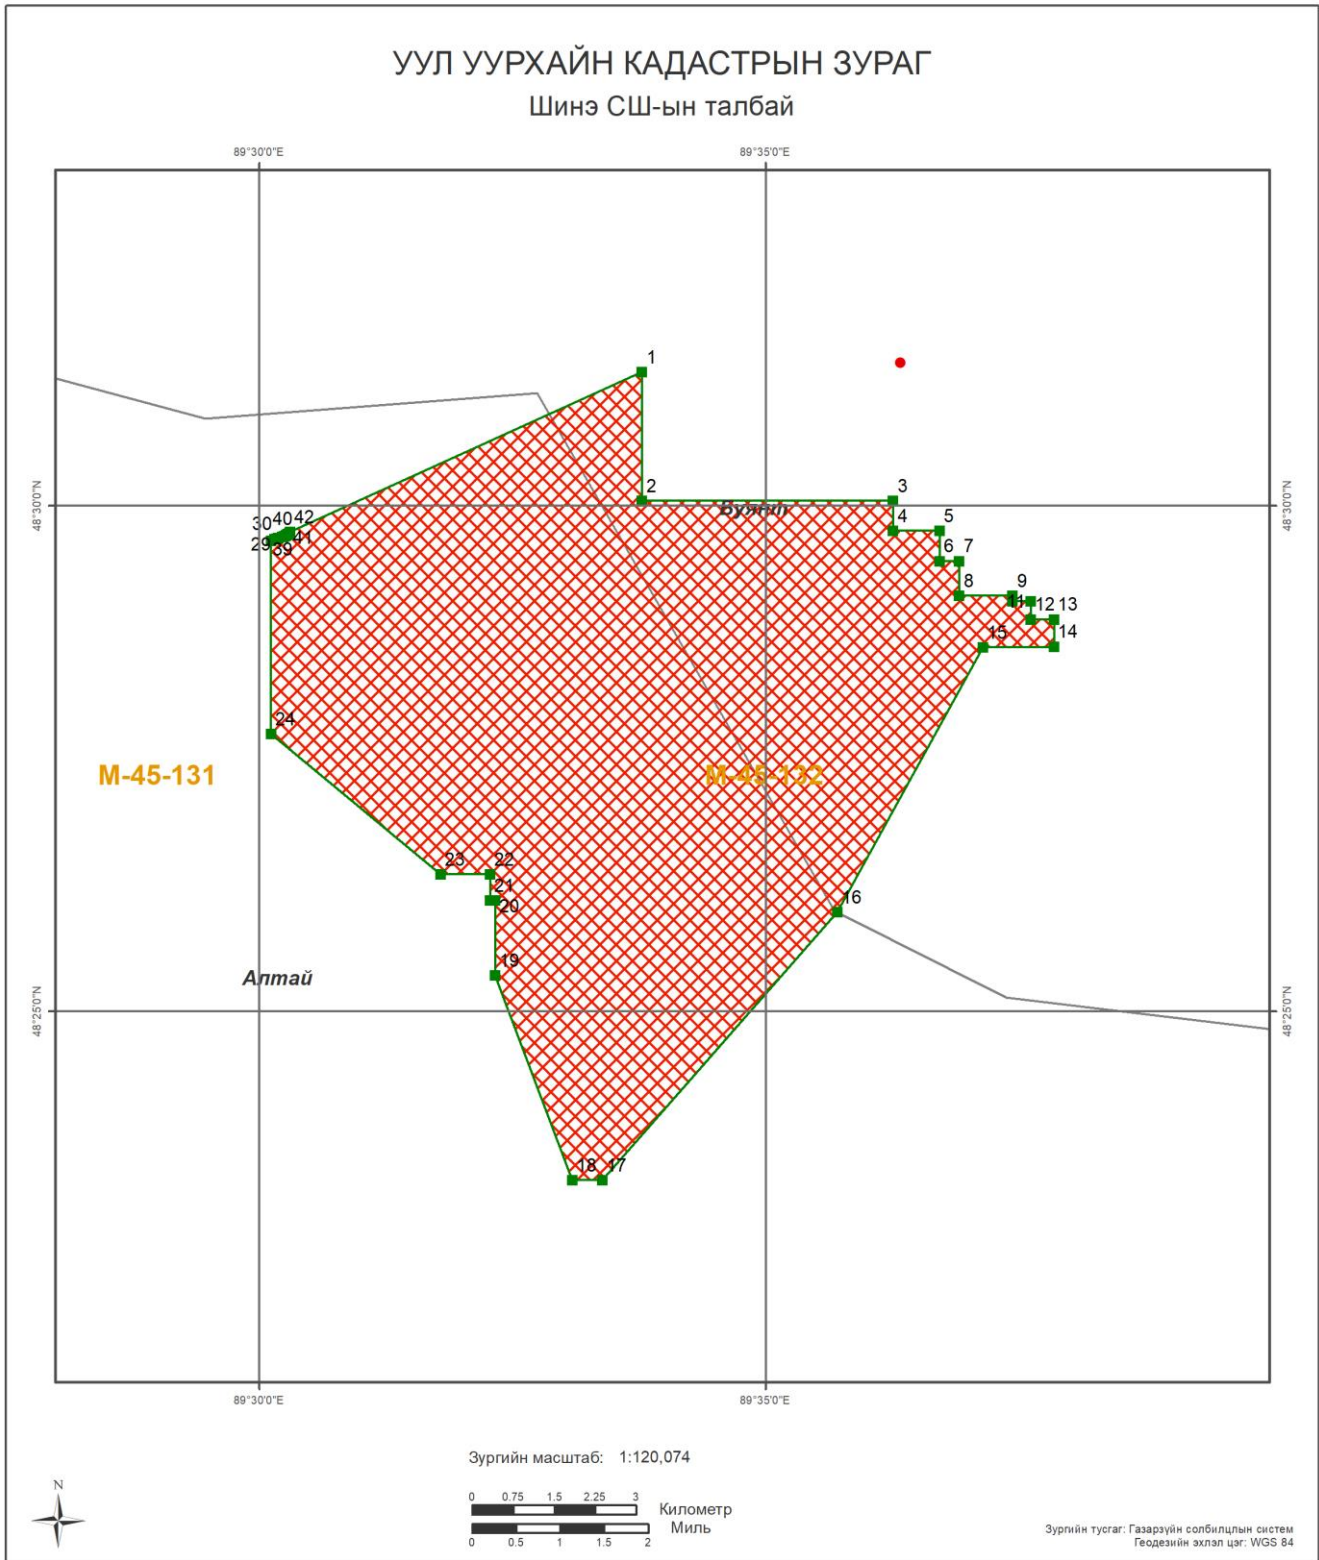 УУЛ УУРХАЙН КАДАСТРЫН ЗУРАГ
Шинэ СШ-ын талбай
89°30'0"E 89°35'0"E
1
2 3
Буянт
48°30'0"N 48°30'0"N
4 5
30 40 42
29 39 41
6 7
8 9
11 12 13
15 14
24
M-45-131 M-45-132
23 22
21
20
16
19
Алтай
48°25'0"N 48°25'0"N
18 17
89°30'0"E 89°35'0"E
Зургийн масштаб: 1:120,074
N
0 0.75 1.5 2.25 3
Километр
Миль
0 0.5 1 1.5 2
Зургийн тусгаг: Газарзүйн солбилцлын систем
Геодезийн эхлэл цэг: WGS 84